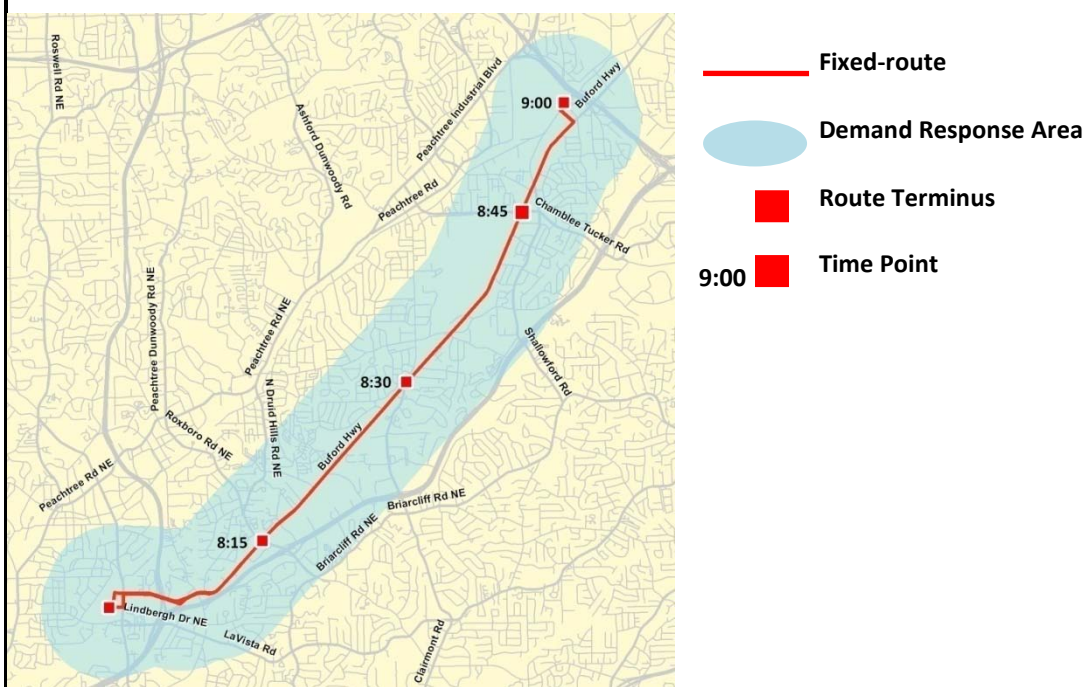 Roswell Rd NE
Ashford Dunwoody Rd
Peachtree Industrial Blvd
Buford Hwy
9:00
Peachtree Rd
8:45
Chamblee Tucker Rd
Peachtree Dunwoody Rd NE
Peachtree Rd NE
Shallowford Rd
8:30
N Druid Hills Rd NE
Roxboro Rd NE
Buford Hwy
Peachtree Rd NE
Briarcliff Rd NE
Briarcliff Rd NE
8:15
Lindbergh Dr NE
LaVista Rd
Clairmont Rd
Fixed-route
Demand Response Area
Route Terminus
9:00 Time Point